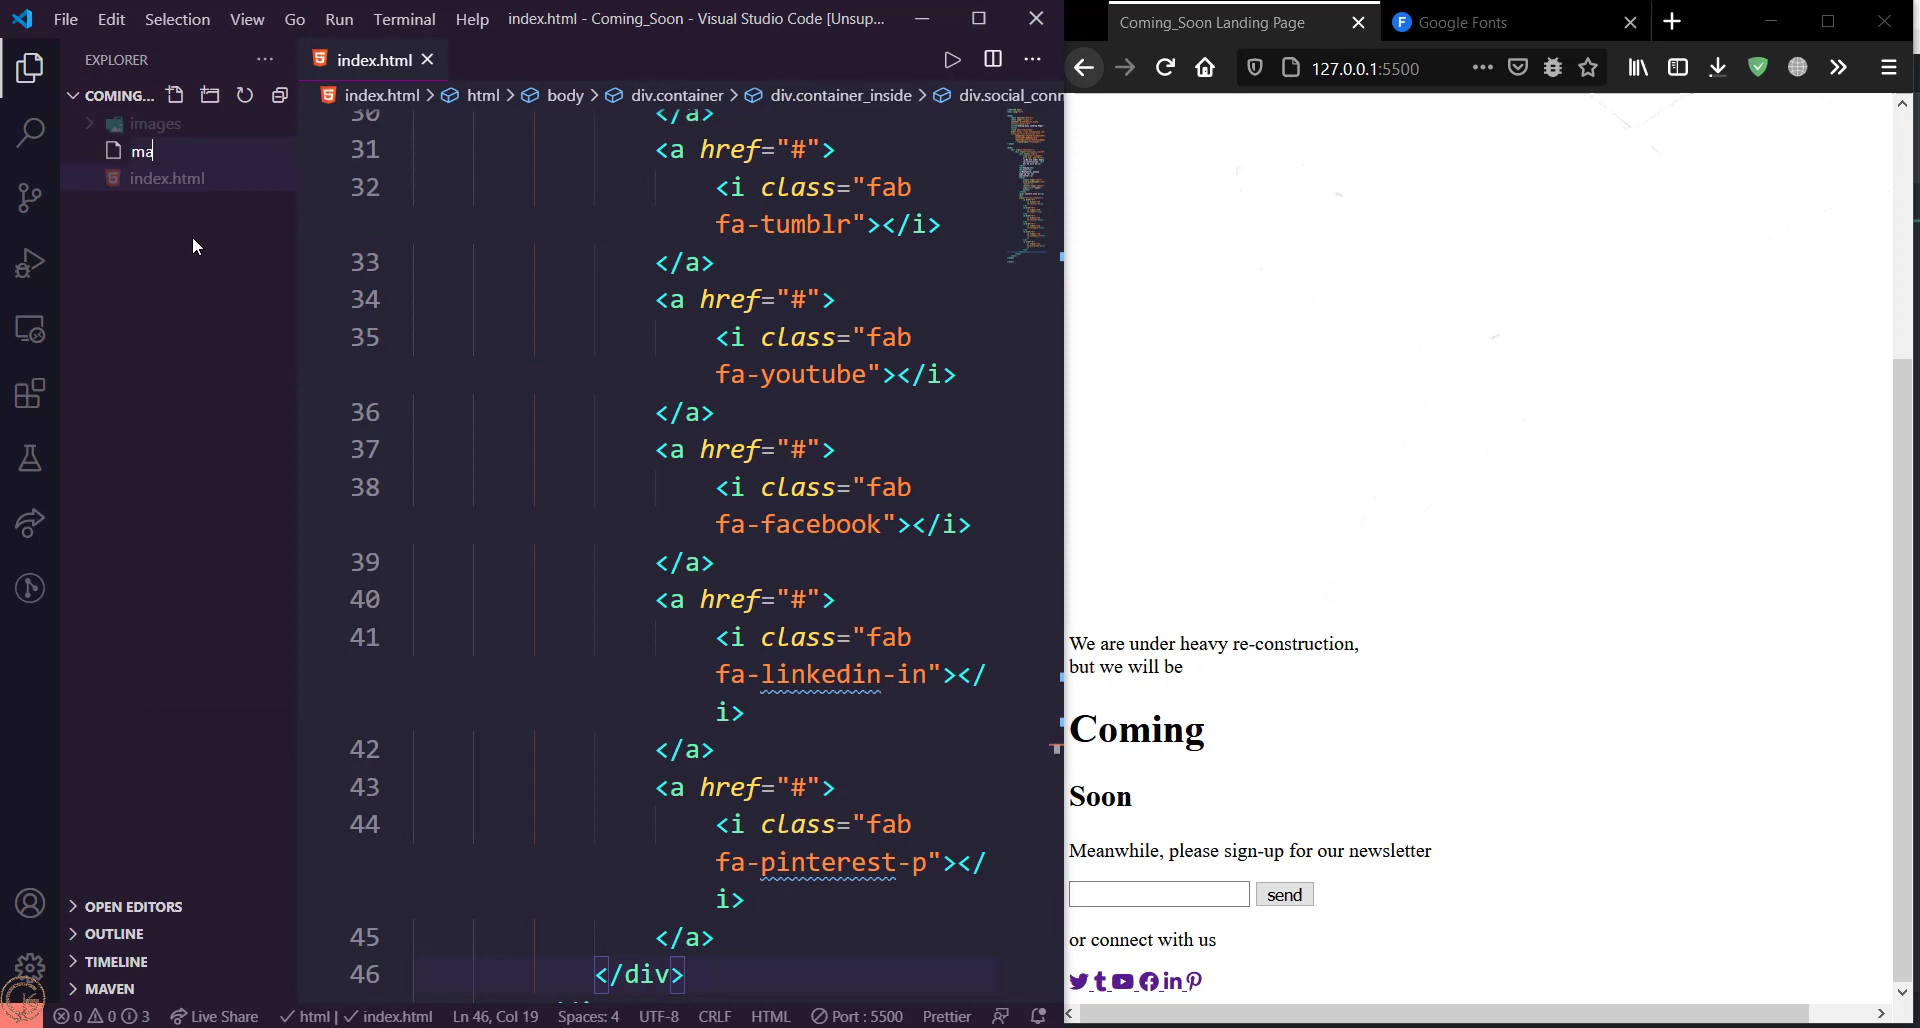 File Edit Selection View Go Run Terminal Help index.html - Coming_Soon - Visual Studio Code [Unsup...
EXPLORER
COMING...
images
ma
index.html
OPEN EDITORS
OUTLINE
TIMELINE
MAVEN
index.html
index.html > html > body > div.container > div.container_inside > div.social_conn
30 </a>
31 <a href="#">
32 <i class="fab
fa-tumblr"></i>
33 </a>
34 <a href="#">
35 <i class="fab
fa-youtube"></i>
36 </a>
37 <a href="#">
38 <i class="fab
fa-facebook"></i>
39 </a>
40 <a href="#">
41 <i class="fab
fa-linkedin-in"></
i>
42 </a>
43 <a href="#">
44 <i class="fab
fa-pinterest-p"></
i>
45 </a>
46 </div>
0 0 3 Live Share html | index.html Ln 46, Col 19 Spaces: 4 UTF-8 CRLF HTML Port : 5500 Prettier
Coming_Soon Landing Page
F Google Fonts
127.0.0.1:5500
We are under heavy re-construction,
but we will be
Coming
Soon
Meanwhile, please sign-up for our newsletter
send
or connect with us